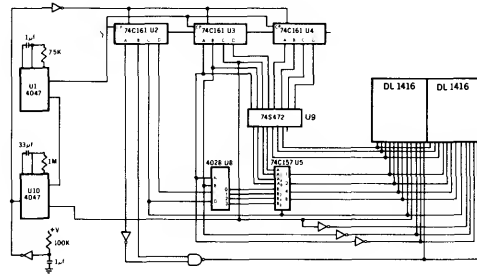 1μf
75K
U1
4047
33μf
1M
U10
4047
+V
100K
1μf
74C161 U2
74C161 U3
74C161 U4
A B C D
A B C D
A B C D
74S472
U9
4028 U8
74C157 U5
DL 1416
DL 1416